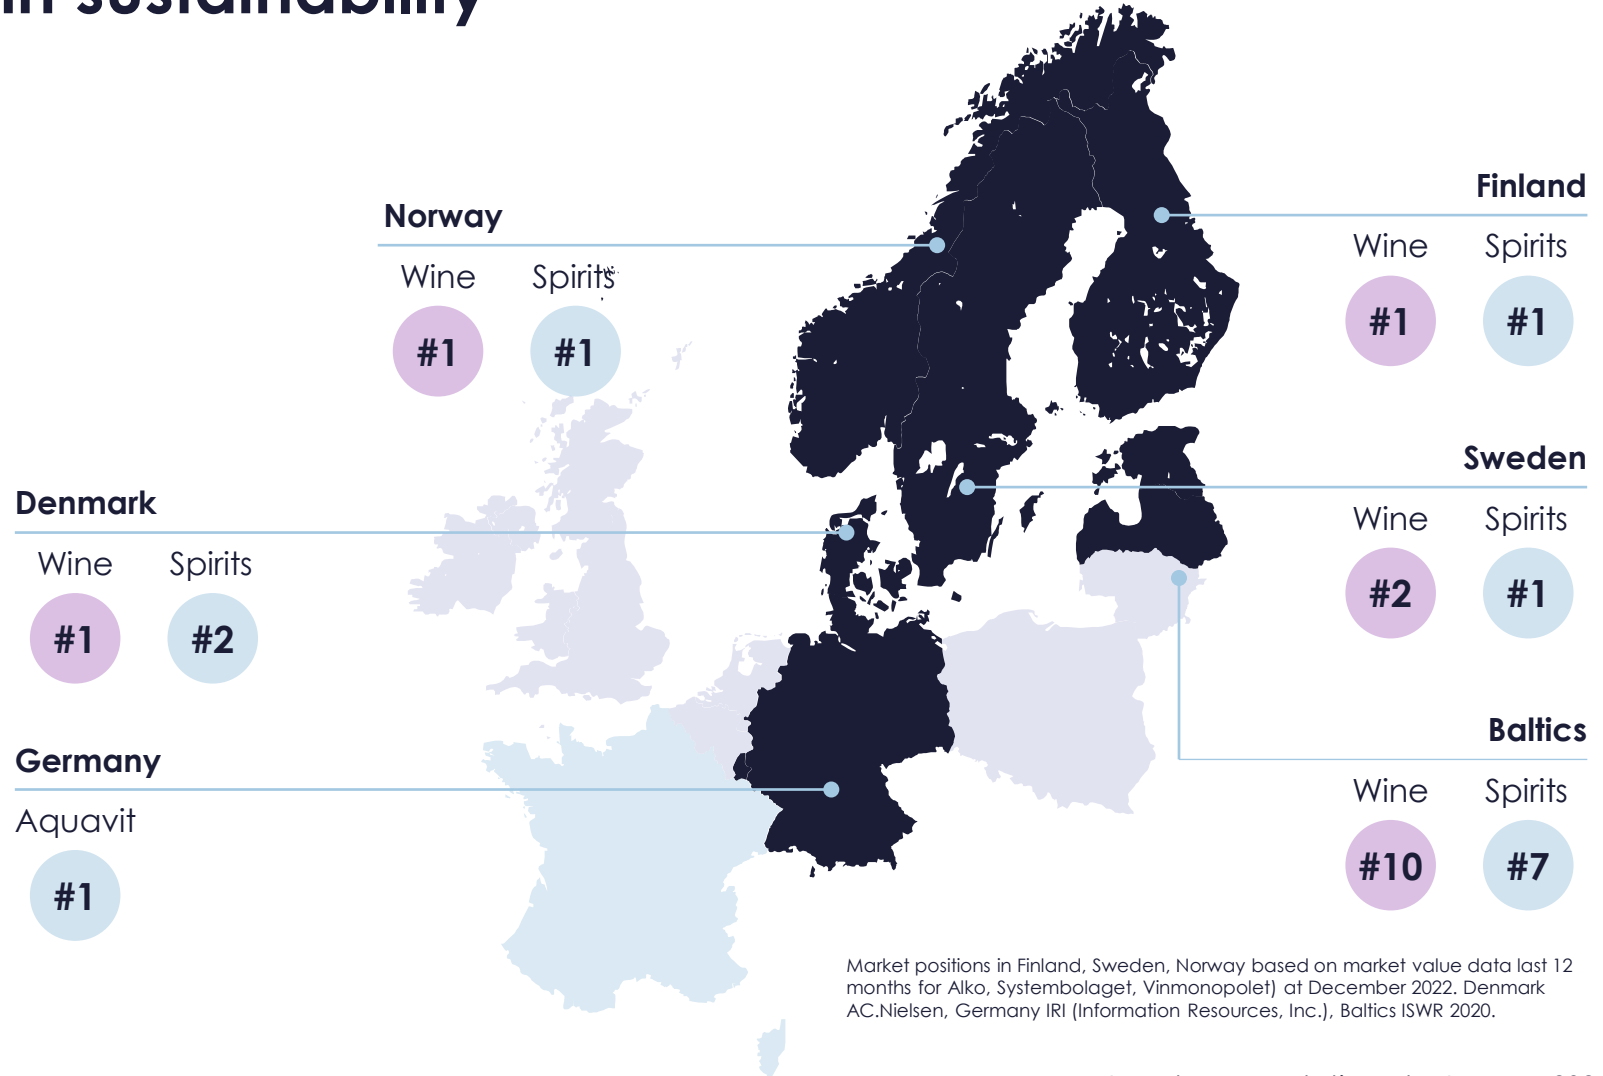 in sustainability
Norway
Wine Spirits
#1 #1
Finland
Wine Spirits
#1 #1
Denmark
Wine Spirits
#1 #2
Sweden
Wine Spirits
#2 #1
Germany
Aquavit
#1
Baltics
Wine Spirits
#10 #7
Market positions in Finland, Sweden, Norway based on market value data last 12
months for Alko, Systembolaget, Vinmonopolet) at December 2022. Denmark
AC.Nielsen, Germany IRI (Information Resources, Inc.), Baltics ISWR 2020.